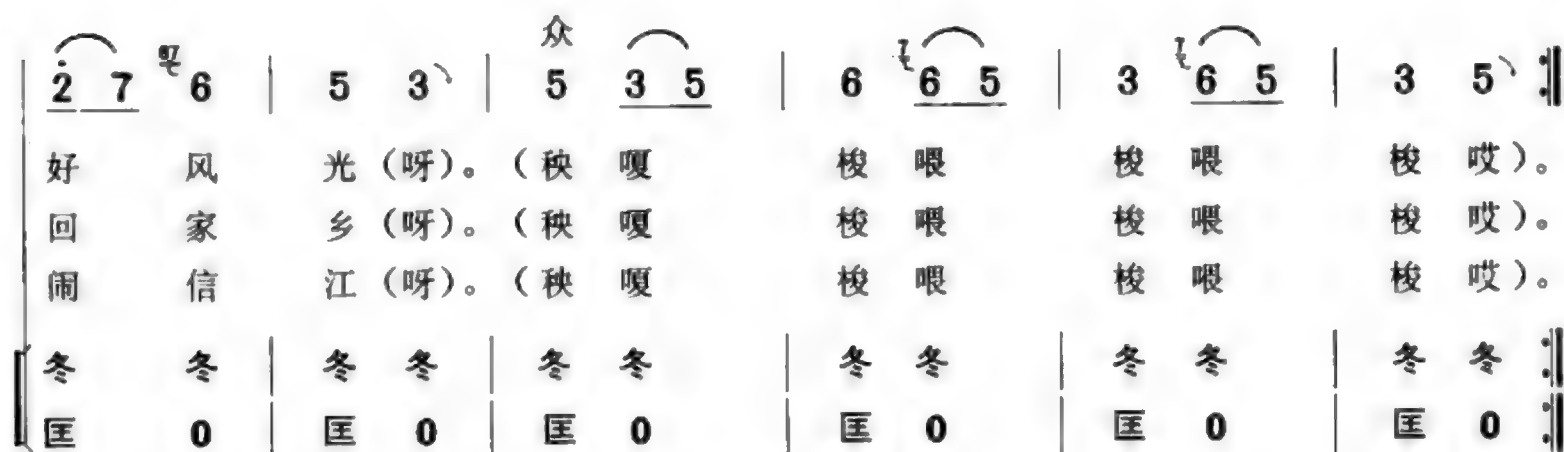 众
2̇ 7 6 | 5 3 | 5 3 5 | 6 6 5 | 3 6 5 | 3 5 :‖
好 风 光（呀）。（秧 嗄 梭 喂 梭 喂 梭 哎）。
回 家 乡（呀）。（秧 嗄 梭 喂 梭 喂 梭 哎）。
闹 信 江（呀）。（秧 嗄 梭 喂 梭 喂 梭 哎）。
冬 冬 | 冬 冬 | 冬 冬 | 冬 冬 | 冬 冬 | 冬 冬 :‖
匡 0 | 匡 0 | 匡 0 | 匡 0 | 匡 0 | 匡 0 :‖